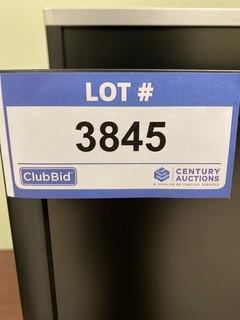 LOT #
3845
ClubBid
CENTURY
AUCTIONS
A DIVISION OF CENTURY SERVICES